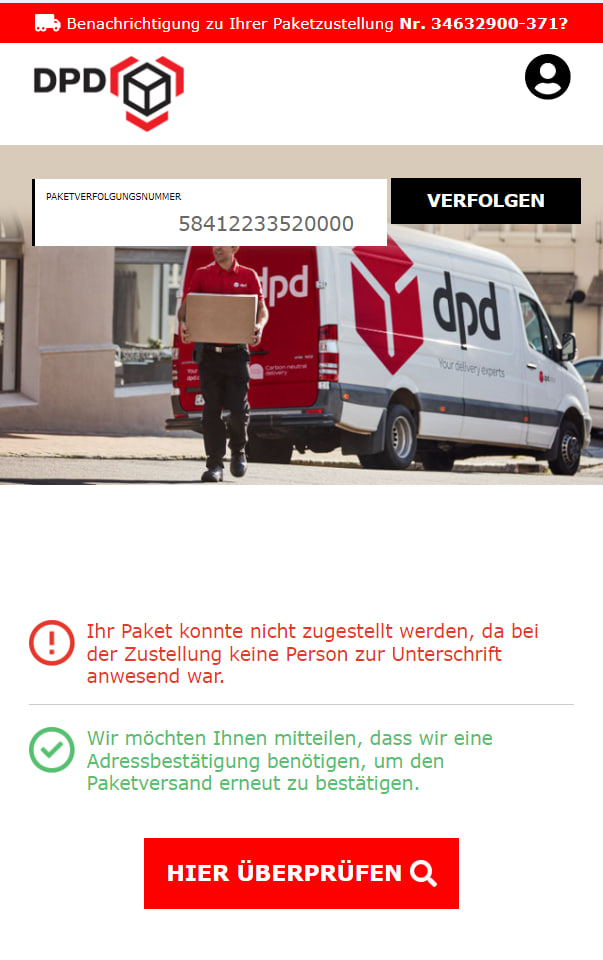 Benachrichtigung zu Ihrer Paketzustellung Nr. 34632900-371?
DPD
PAKETVERFOLGUNGSNUMMER
58412233520000
VERFOLGEN
dpd
dpd
Your delivery experts
Carbon neutral
delivery
Ihr Paket konnte nicht zugestellt werden, da bei
der Zustellung keine Person zur Unterschrift
anwesend war.
Wir möchten Ihnen mitteilen, dass wir eine
Adressbestätigung benötigen, um den
Paketversand erneut zu bestätigen.
HIER ÜBERPRÜFEN